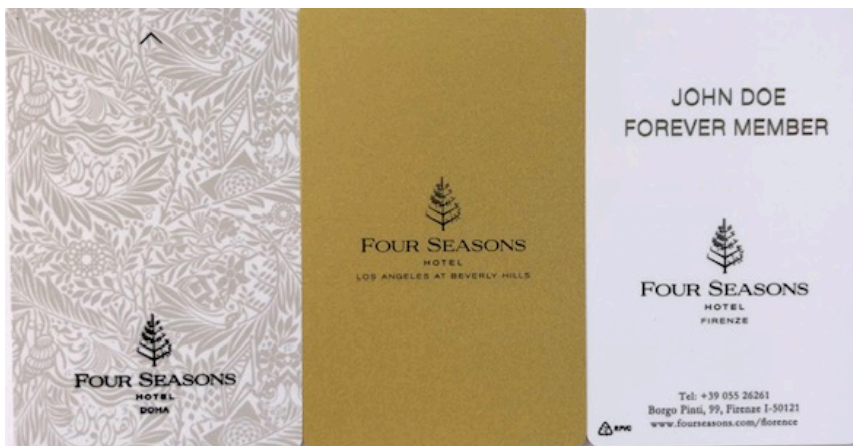 FOUR SEASONS
HOTEL
DOHA
FOUR SEASONS
HOTEL
LOS ANGELES AT BEVERLY HILLS
JOHN DOE
FOREVER MEMBER
FOUR SEASONS
HOTEL
FIRENZE
Tel: +39 055 26261
Borgo Pinti, 99, Firenze I-50121
www.fourseasons.com/florence
RPVC